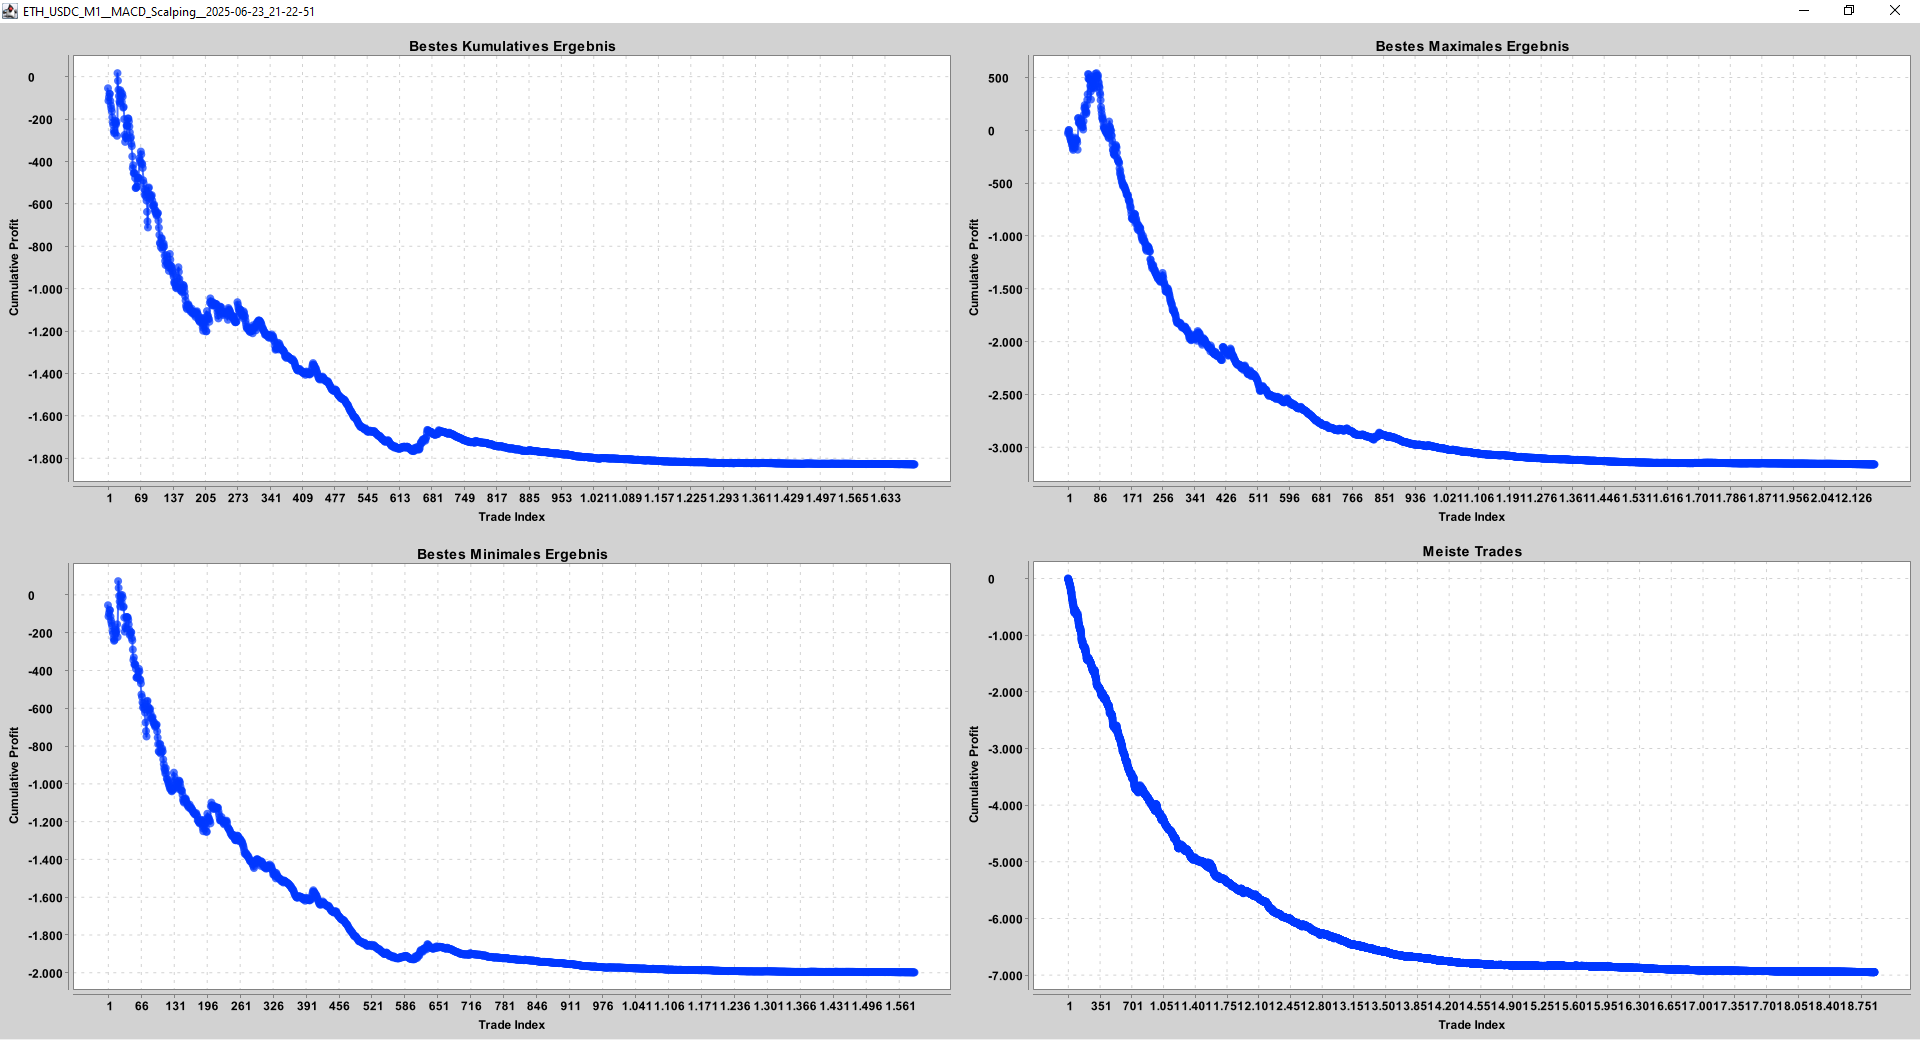 ETH_USDC_M1__MACD_Scalping__2025-06-23_21-22-51
Bestes Kumulatives Ergebnis
Cumulative Profit
0
-200
-400
-600
-800
-1.000
-1.200
-1.400
-1.600
-1.800
1 69 137 205 273 341 409 477 545 613 681 749 817 885 953 1.021 1.089 1.157 1.225 1.293 1.361 1.429 1.497 1.565 1.633
Trade Index
Bestes Maximales Ergebnis
Cumulative Profit
500
0
-500
-1.000
-1.500
-2.000
-2.500
-3.000
1 86 171 256 341 426 511 596 681 766 851 936 1.021 1.106 1.191 1.276 1.361 1.446 1.531 1.616 1.701 1.786 1.871 1.956 2.041 2.126
Trade Index
Bestes Minimales Ergebnis
Cumulative Profit
0
-200
-400
-600
-800
-1.000
-1.200
-1.400
-1.600
-1.800
-2.000
1 66 131 196 261 326 391 456 521 586 651 716 781 846 911 976 1.041 1.106 1.171 1.236 1.301 1.366 1.431 1.496 1.561
Trade Index
Meiste Trades
Cumulative Profit
0
-1.000
-2.000
-3.000
-4.000
-5.000
-6.000
-7.000
1 351 701 1.051 1.401 1.751 2.101 2.451 2.801 3.151 3.501 3.851 4.201 4.551 4.901 5.251 5.601 5.951 6.301 6.651 7.001 7.351 7.701 8.051 8.401 8.751
Trade Index